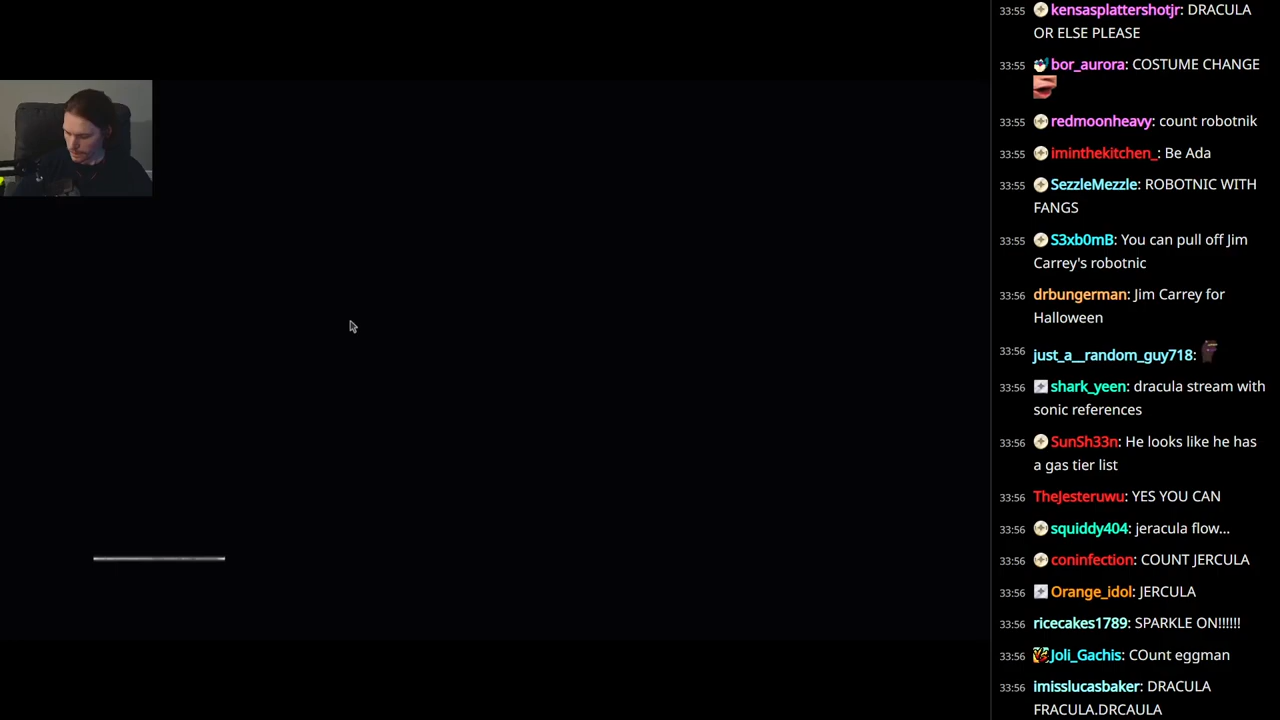 33:55 kensasplattershotjr: DRACULA
OR ELSE PLEASE
33:55 bor_aurora: COSTUME CHANGE
33:55 redmoonheavy: count robotnik
33:55 iminthekitchen_: Be Ada
33:55 SezzleMezzle: ROBOTNIC WITH
FANGS
33:55 S3xb0mB: You can pull off Jim
Carrey's robotnic
33:56 drbungerman: Jim Carrey for
Halloween
33:56 just_a__random_guy718:
33:56 shark_yeen: dracula stream with
sonic references
33:56 SunSh33n: He looks like he has
a gas tier list
33:56 TheJesteruwu: YES YOU CAN
33:56 squiddy404: jeracula flow...
33:56 coninfection: COUNT JERCULA
33:56 Orange_idol: JERCULA
33:56 ricecakes1789: SPARKLE ON!!!!!!
33:56 Joli_Gachis: COunt eggman
33:56 imisslucasbaker: DRACULA
FRACULA.DRCAULA